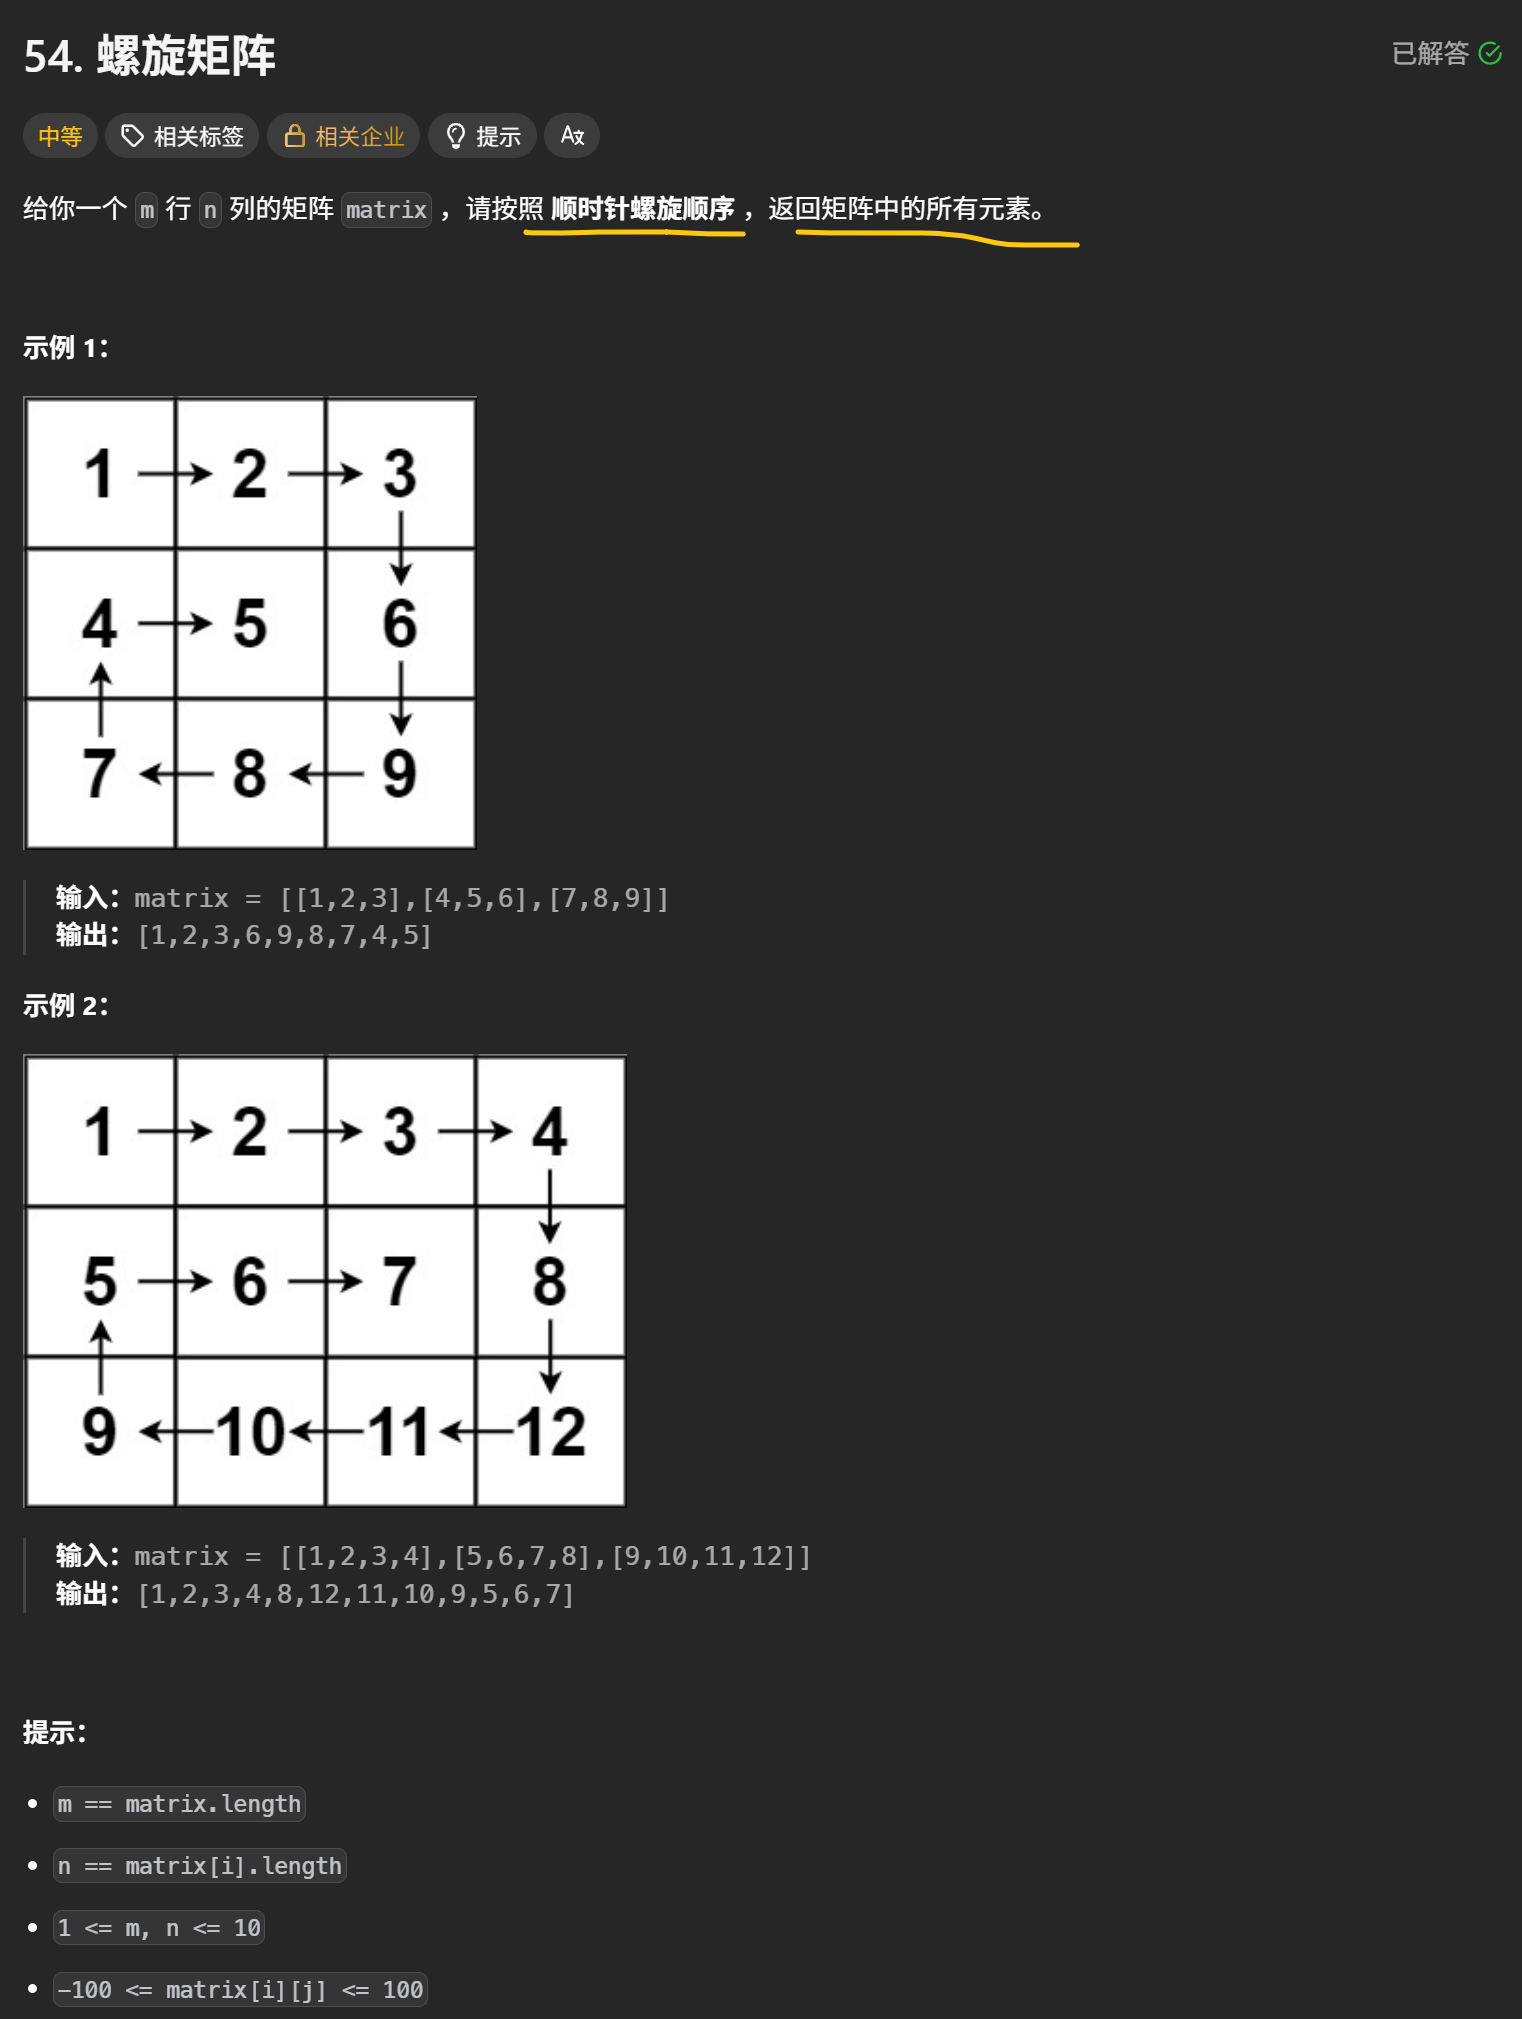 54. 螺旋矩阵
已解答
中等 相关标签 相关企业 提示 A文
给你一个 m 行 n 列的矩阵 matrix ，请按照 顺时针螺旋顺序 ，返回矩阵中的所有元素。
示例 1：
1 2 3
4 5 6
7 8 9
输入：matrix = [[1,2,3],[4,5,6],[7,8,9]]
输出：[1,2,3,6,9,8,7,4,5]
示例 2：
1 2 3 4
5 6 7 8
9 10 11 12
输入：matrix = [[1,2,3,4],[5,6,7,8],[9,10,11,12]]
输出：[1,2,3,4,8,12,11,10,9,5,6,7]
提示：
m == matrix.length
n == matrix[i].length
1 <= m, n <= 10
-100 <= matrix[i][j] <= 100